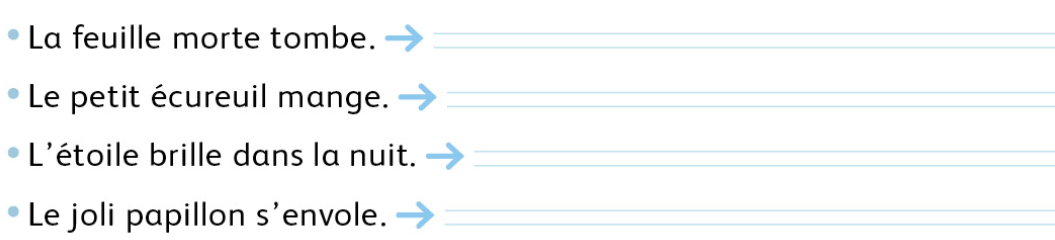 • La feuille morte tombe. →
• Le petit écureuil mange. →
• L’étoile brille dans la nuit. →
• Le joli papillon s’envole. →